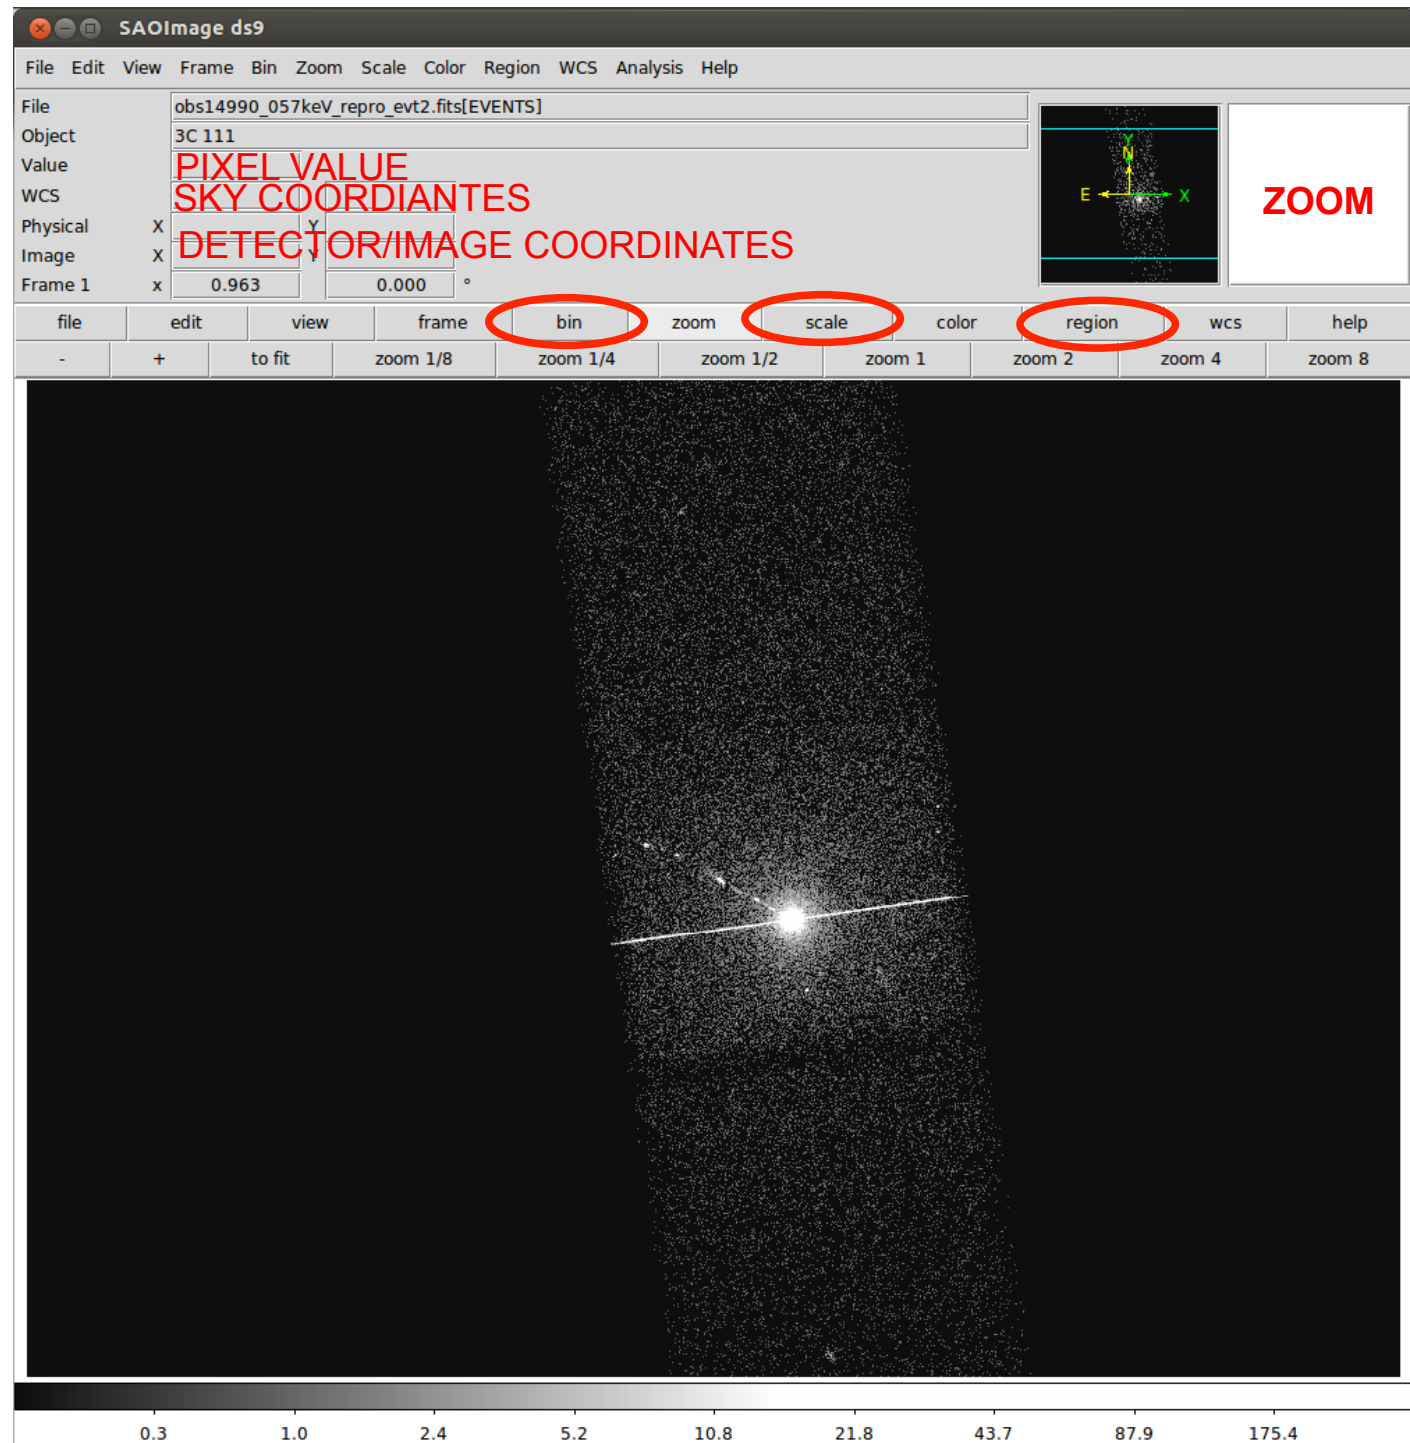 SAOImage ds9
File Edit View Frame Bin Zoom Scale Color Region WCS Analysis Help
File obs14990_057keV_repro_evt2.fits[EVENTS]
Object 3C 111
Value PIXEL VALUE
WCS SKY COORDIANTES
Physical X Y
DETECTOR/IMAGE COORDINATES
Image X Y
Frame 1 x 0.963 0.000 °
Y
N
E X
ZOOM
file edit view frame bin zoom scale color region wcs help
- + to fit zoom 1/8 zoom 1/4 zoom 1/2 zoom 1 zoom 2 zoom 4 zoom 8
0.3 1.0 2.4 5.2 10.8 21.8 43.7 87.9 175.4